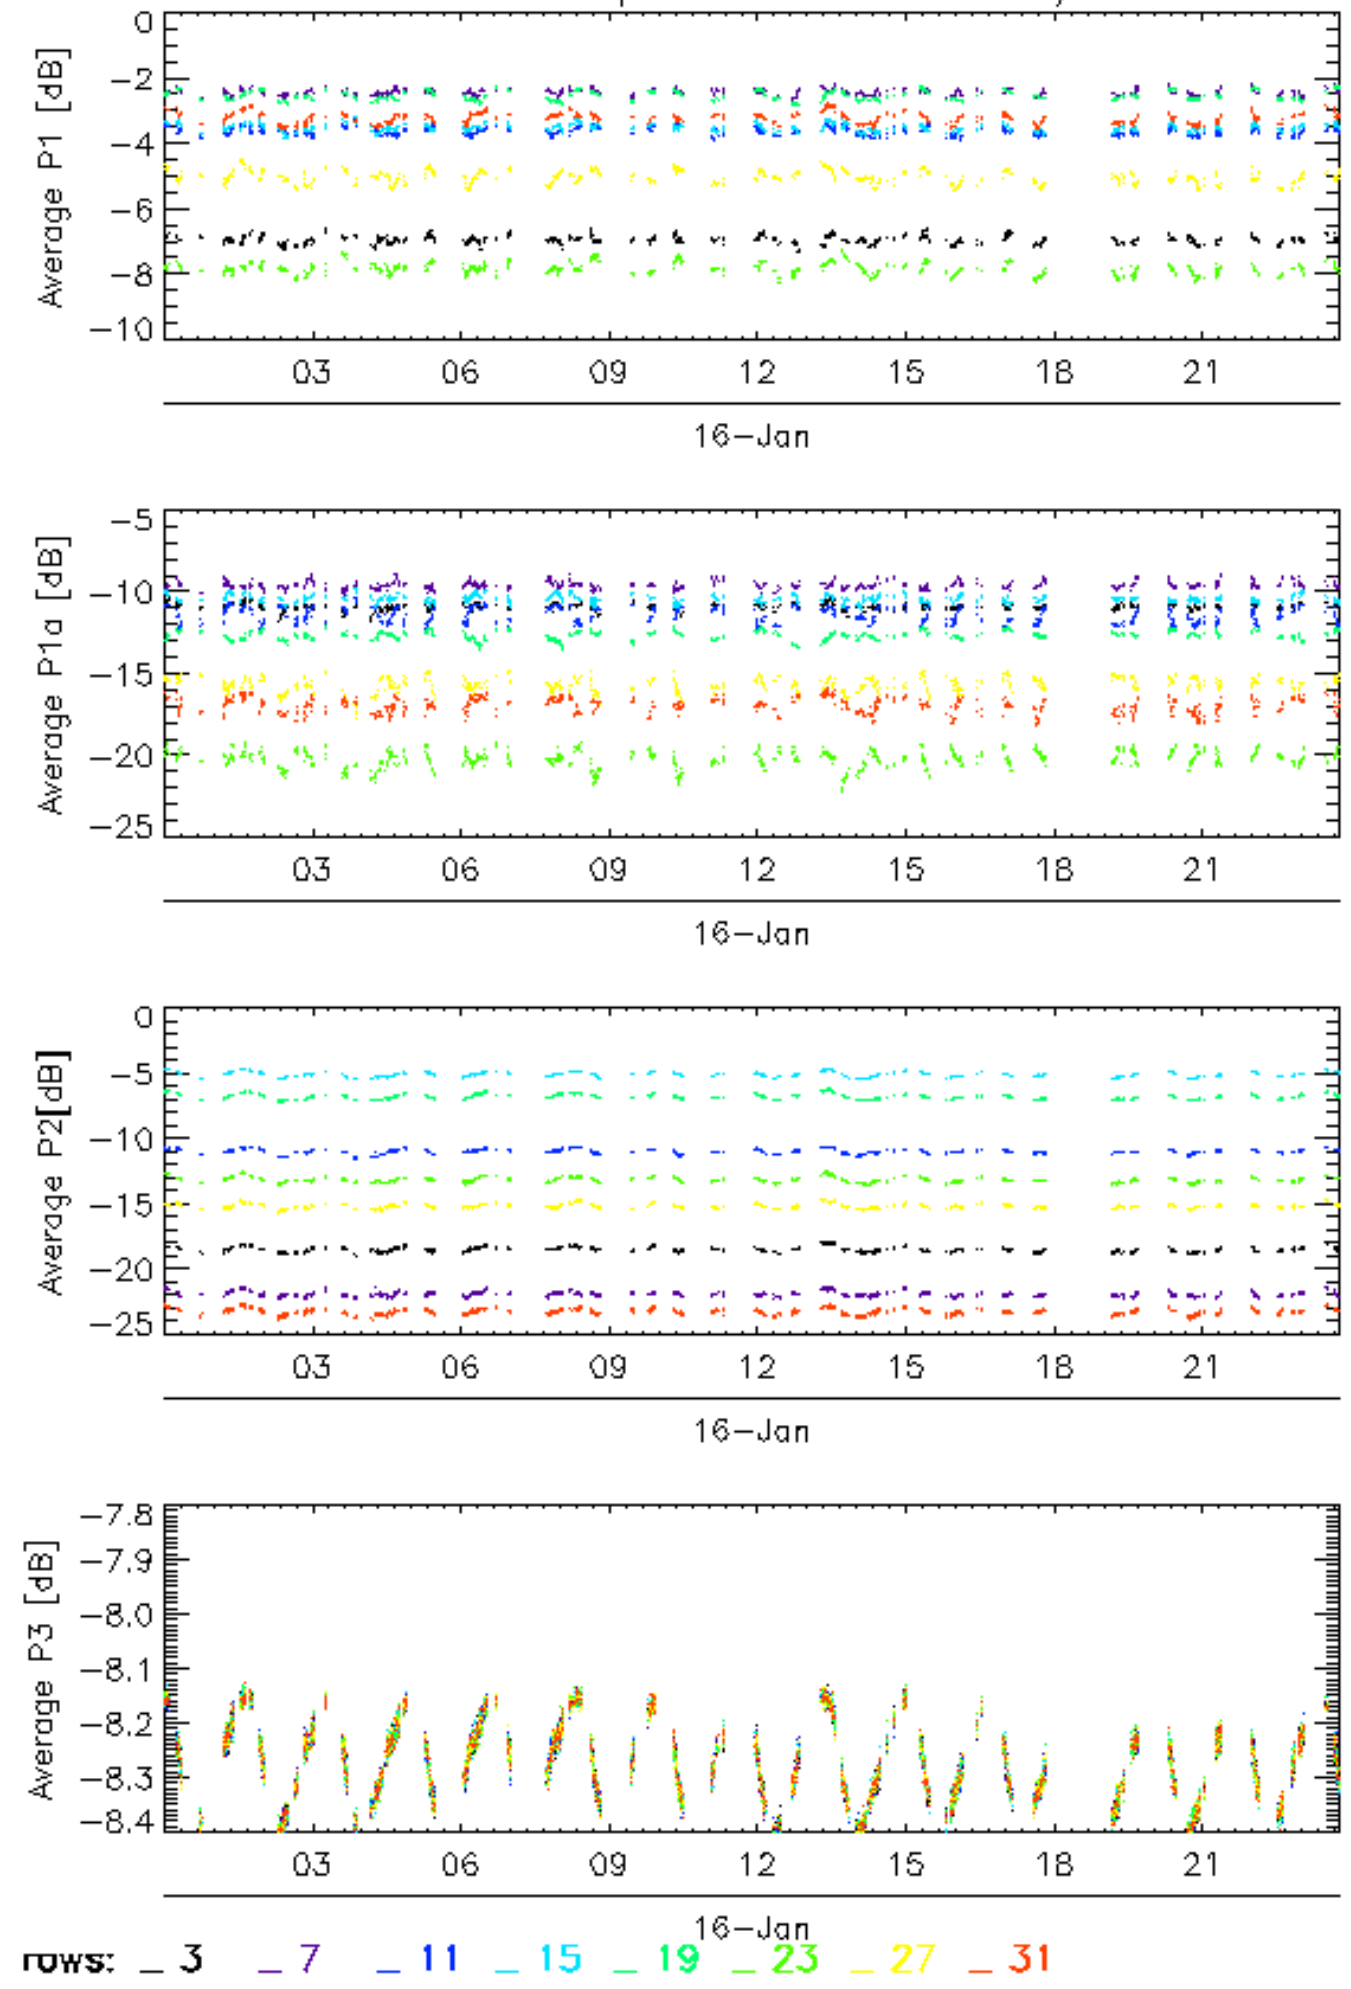 0
−2
−4
−6
−8
−10
Average P1 [dB]
03 06 09 12 15 18 21
16−Jan
−5
−10
−15
−20
−25
Average P1a [dB]
03 06 09 12 15 18 21
16−Jan
0
−5
−10
−15
−20
−25
Average P2[dB]
03 06 09 12 15 18 21
16−Jan
−7.8
−7.9
−8.0
−8.1
−8.2
−8.3
−8.4
Average P3 [dB]
03 06 09 12 15 18 21
16−Jan
rows: _ 3 _ 7 _ 11 _ 15 _ 19 _ 23 _ 27 _ 31